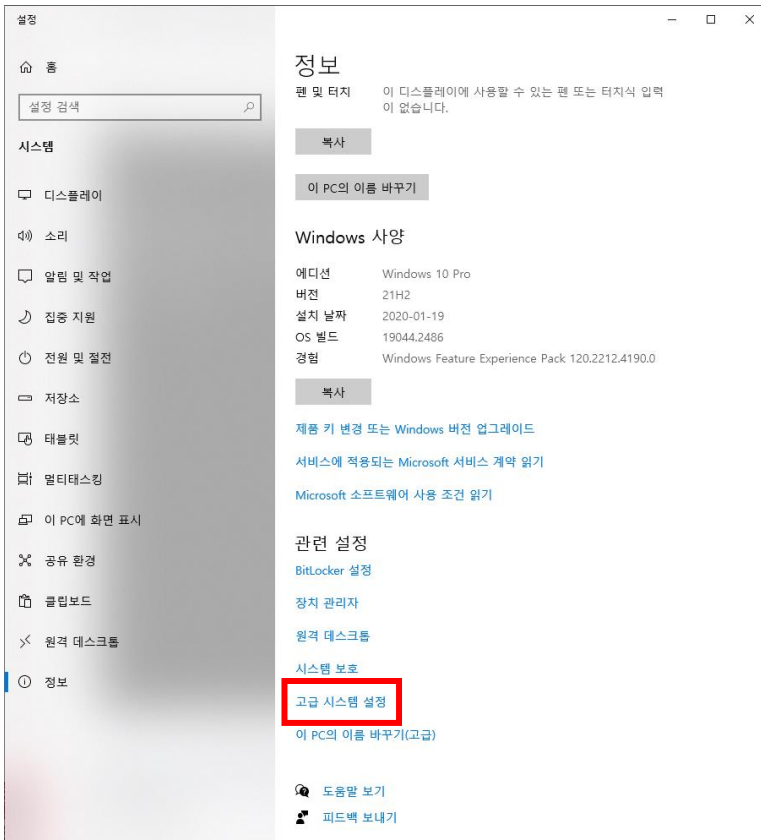 설정
홈
설정 검색
시스템
디스플레이
소리
알림 및 작업
집중 지원
전원 및 절전
저장소
태블릿
멀티태스킹
이 PC에 화면 표시
공유 환경
클립보드
원격 데스크톱
정보
정보
펜 및 터치 이 디스플레이에 사용할 수 있는 펜 또는 터치식 입력
이 없습니다.
복사
이 PC의 이름 바꾸기
Windows 사양
에디션 Windows 10 Pro
버전 21H2
설치 날짜 2020-01-19
OS 빌드 19044.2486
경험 Windows Feature Experience Pack 120.2212.4190.0
복사
제품 키 변경 또는 Windows 버전 업그레이드
서비스에 적용되는 Microsoft 서비스 계약 읽기
Microsoft 소프트웨어 사용 조건 읽기
관련 설정
BitLocker 설정
장치 관리자
원격 데스크톱
시스템 보호
고급 시스템 설정
이 PC의 이름 바꾸기(고급)
도움말 보기
피드백 보내기